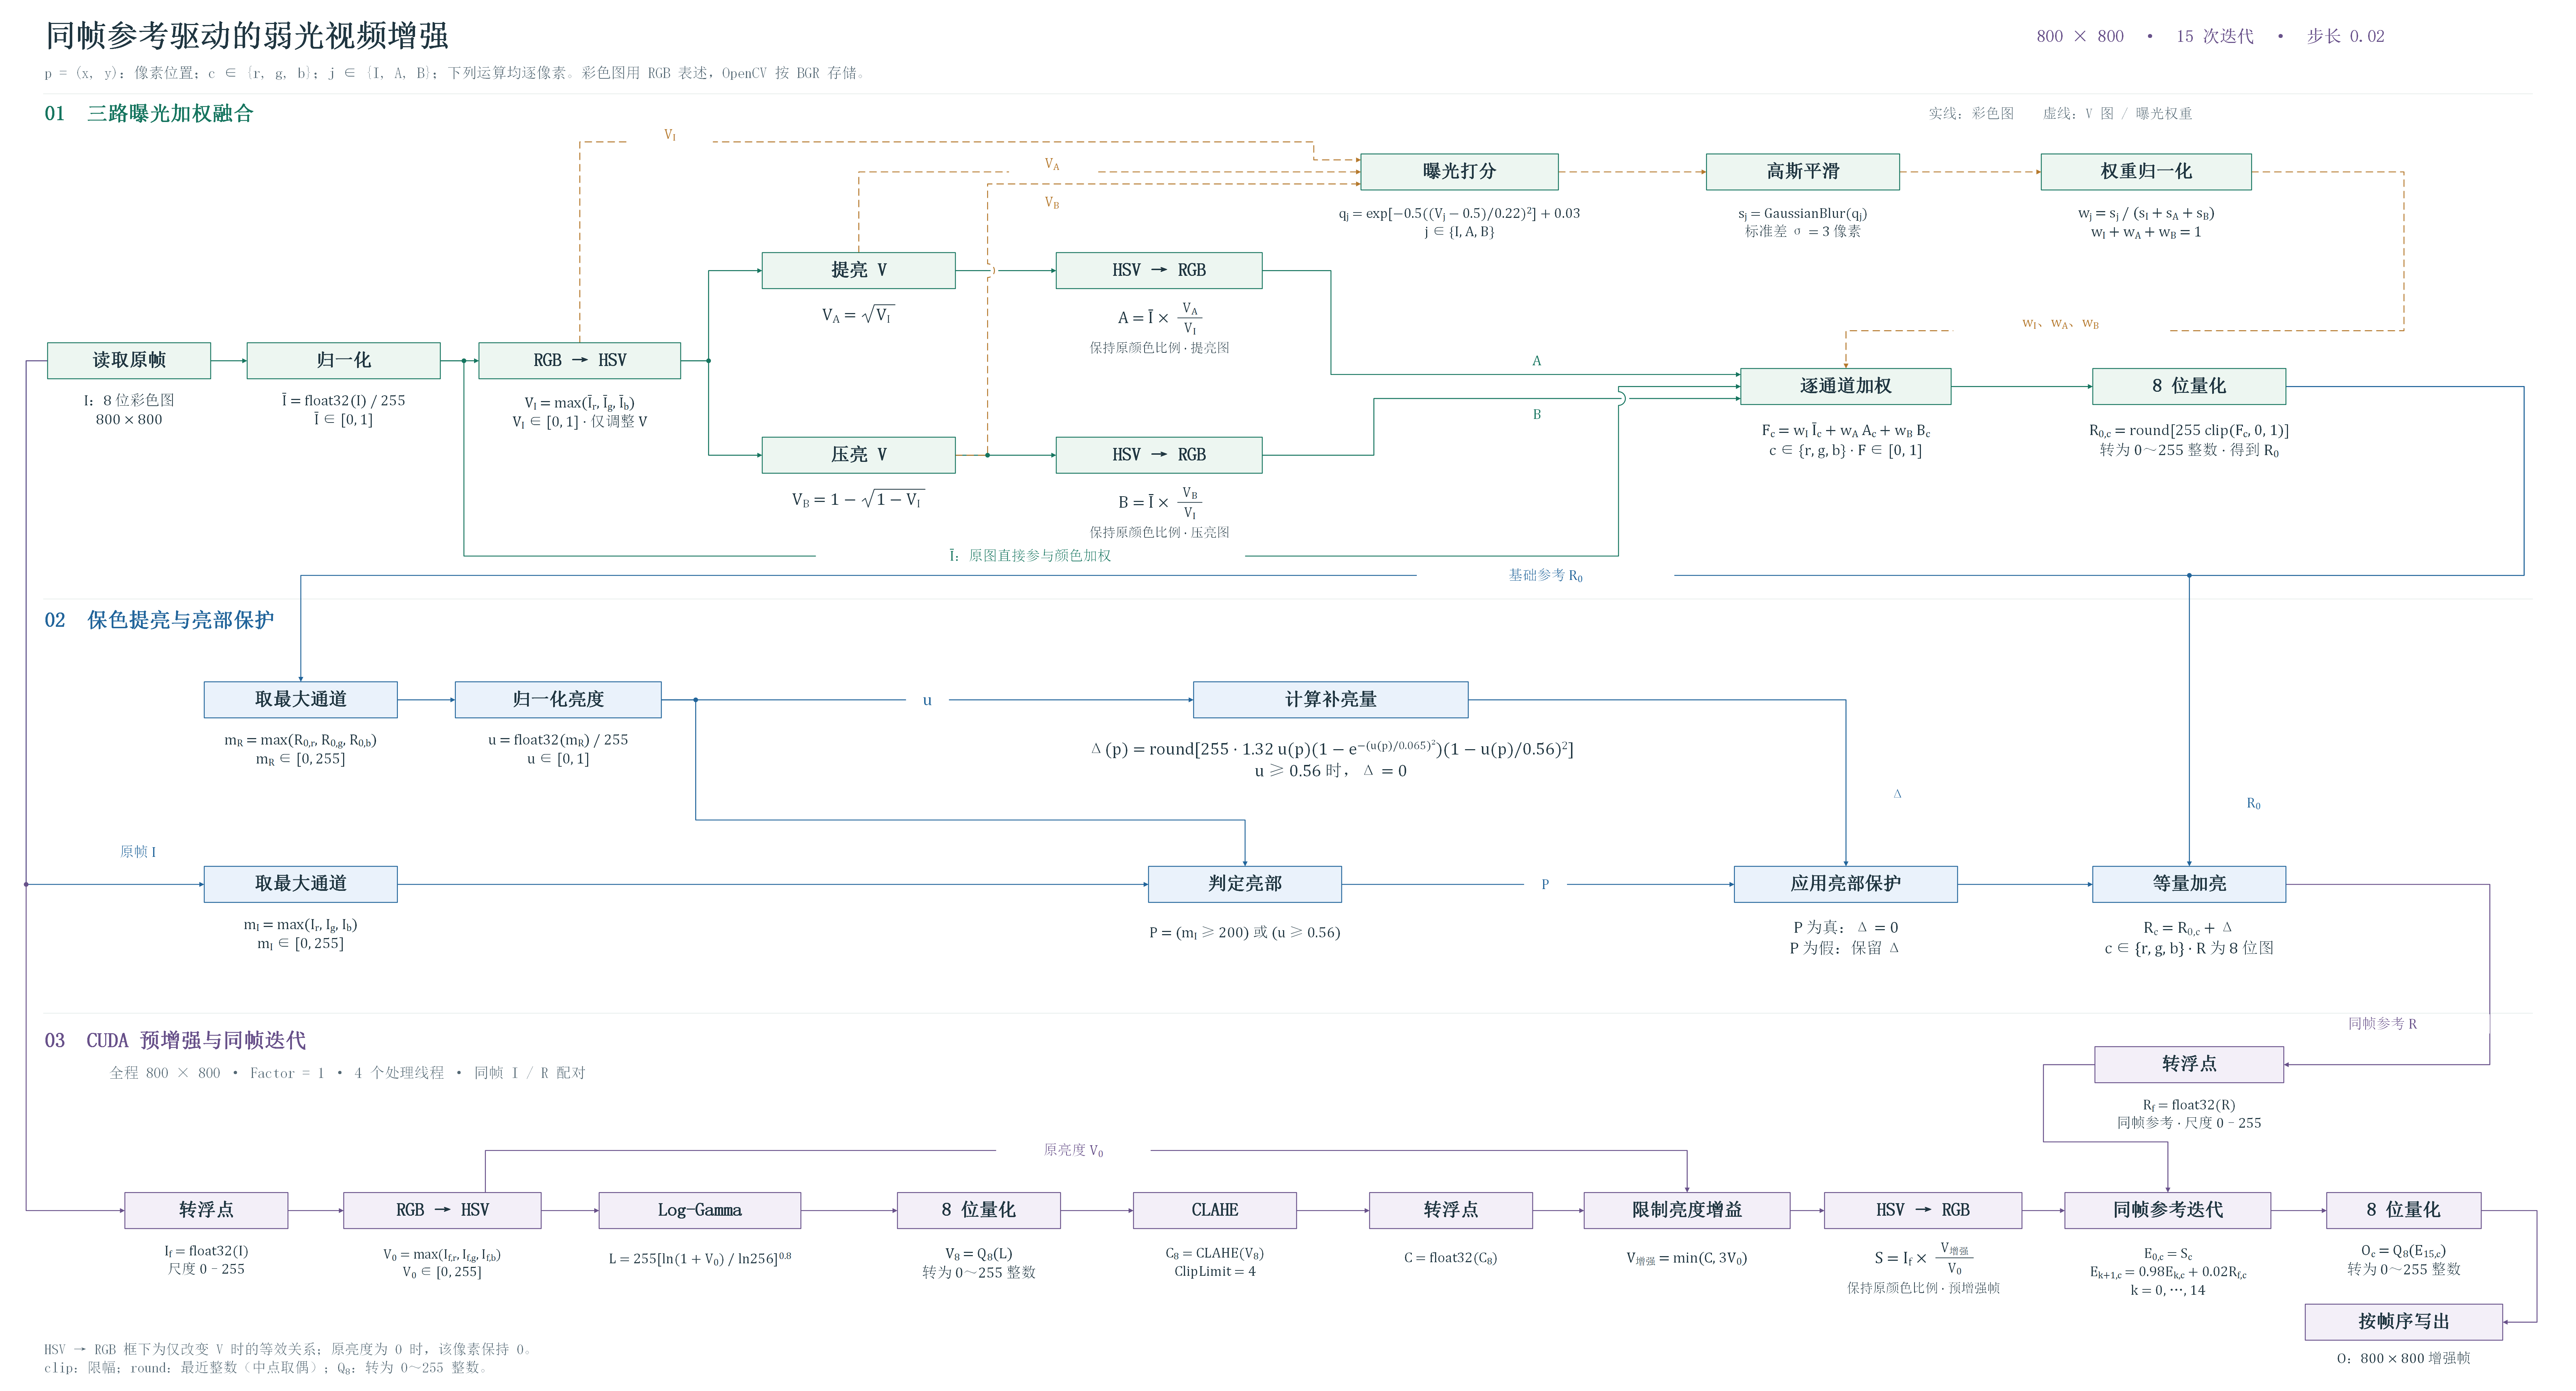 同帧参考驱动的弱光视频增强
800 × 800 • 15 次迭代 • 步长 0.02
p = (x, y)；像素位置；c ∈ {r, g, b}；j ∈ {I, A, B}；下列运算均逐像素。彩色图用 RGB 表述，OpenCV 按 BGR 存储。
01 三路曝光加权融合
实线：彩色图 虚线：V 图 / 曝光权重
V_I
V_A
V_B
曝光打分
q_j = exp[−0.5((V_j − 0.5)/0.22)²] + 0.03
j ∈ {I, A, B}
高斯平滑
s_j = GaussianBlur(q_j)
标准差 σ = 3 像素
权重归一化
w_j = s_j / (s_I + s_A + s_B)
w_I + w_A + w_B = 1
提亮 V
V_A = √V_I
HSV → RGB
A = Ī × V_A / V_I
保持原颜色比例 · 提亮图
w_I、w_A、w_B
读取原帧
I：8 位彩色图
800 × 800
归一化
Ī = float32(I) / 255
Ī ∈ [0, 1]
RGB → HSV
V_I = max(Ī_r, Ī_g, Ī_b)
V_I ∈ [0, 1] · 仅调整 V
A
B
逐通道加权
F_c = w_I Ī_c + w_A A_c + w_B B_c
c ∈ {r, g, b} · F ∈ [0, 1]
8 位量化
R_0,c = round[255 clip(F_c, 0, 1)]
转为 0～255 整数 · 得到 R_0
压亮 V
V_B = 1 − √(1 − V_I)
HSV → RGB
B = Ī × V_B / V_I
保持原颜色比例 · 压亮图
Ī：原图直接参与颜色加权
基础参考 R_0
02 保色提亮与亮部保护
取最大通道
m_R = max(R_0,r, R_0,g, R_0,b)
m_R ∈ [0, 255]
归一化亮度
u = float32(m_R) / 255
u ∈ [0, 1]
u
计算补亮量
Δ(p) = round[255 · 1.32 u(p)(1 − e^−(u(p)/0.065)²)(1 − u(p)/0.56)²]
u ≥ 0.56 时，Δ = 0
Δ
R_0
原帧 I
取最大通道
m_I = max(I_r, I_g, I_b)
m_I ∈ [0, 255]
判定亮部
P = (m_I ≥ 200) 或 (u ≥ 0.56)
P
应用亮部保护
P 为真：Δ = 0
P 为假：保留 Δ
等量加亮
R_c = R_0,c + Δ
c ∈ {r, g, b} · R 为 8 位图
03 CUDA 预增强与同帧迭代
全程 800 × 800 • Factor = 1 • 4 个处理线程 • 同帧 I / R 配对
同帧参考 R
转浮点
R_f = float32(R)
同帧参考 · 尺度 0–255
原亮度 V_0
转浮点
I_f = float32(I)
尺度 0–255
RGB → HSV
V_0 = max(I_f,r, I_f,g, I_f,b)
V_0 ∈ [0, 255]
Log-Gamma
L = 255[ln(1 + V_0) / ln256]^0.8
8 位量化
V_8 = Q_8(L)
转为 0～255 整数
CLAHE
C_8 = CLAHE(V_8)
ClipLimit = 4
转浮点
C = float32(C_8)
限制亮度增益
V_增强 = min(C, 3V_0)
HSV → RGB
S = I_f × V_增强 / V_0
保持原颜色比例 · 预增强帧
同帧参考迭代
E_0,c = S_c
E_k+1,c = 0.98E_k,c + 0.02R_f,c
k = 0, ⋯, 14
8 位量化
O_c = Q_8(E_15,c)
转为 0～255 整数
按帧序写出
O：800 × 800 增强帧
HSV → RGB 框下为仅改变 V 时的等效关系；原亮度为 0 时，该像素保持 0。
clip：限幅；round：最近整数（中点取偶）；Q_8：转为 0～255 整数。